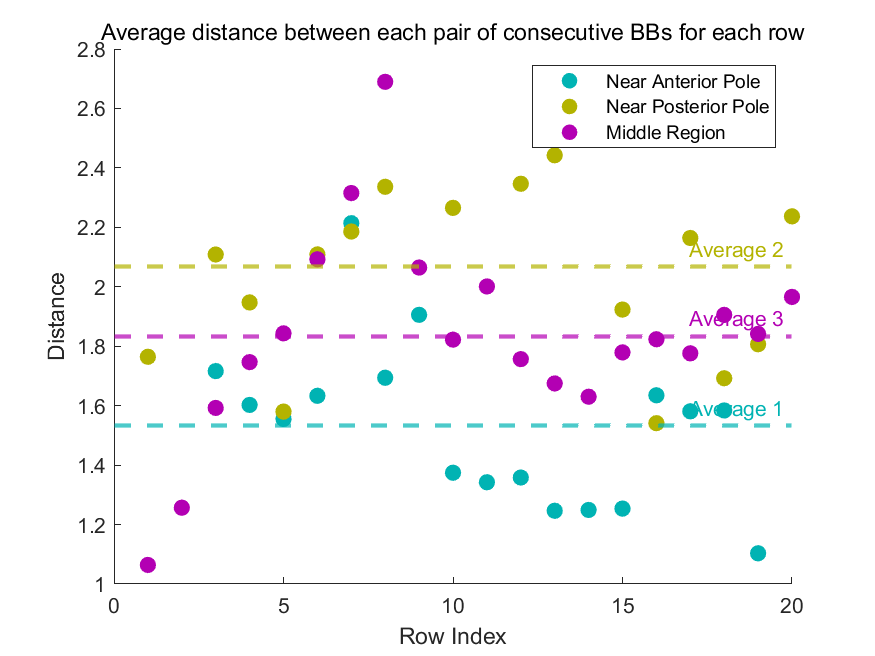 Average distance between each pair of consecutive BBs for each row
2.8
2.6
2.4
2.2
2
1.8
1.6
1.4
1.2
1
Distance
Near Anterior Pole
Near Posterior Pole
Middle Region
Average 2
Average 3
Average 1
0
5
10
15
20
Row Index